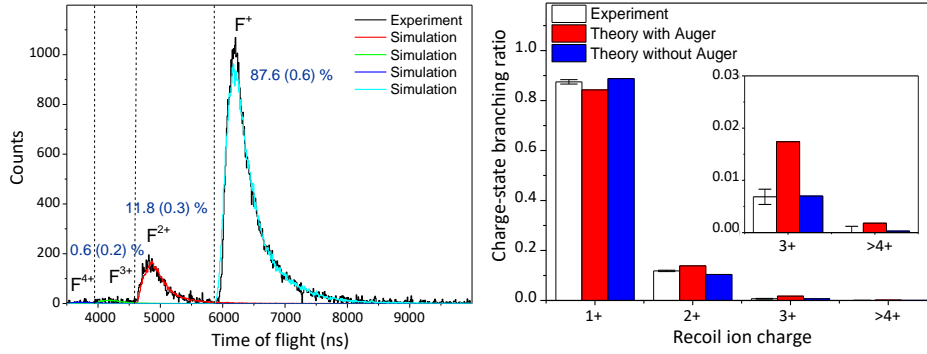 F⁺
Experiment
Simulation
Simulation
Simulation
Simulation
87.6 (0.6) %
11.8 (0.3) %
F²⁺
0.6 (0.2) %
F⁴⁺
F³⁺
1000
800
600
400
200
0
Counts
4000 5000 6000 7000 8000 9000
Time of flight (ns)
Experiment
Theory with Auger
Theory without Auger
1.0
0.8
0.6
0.4
0.2
0.0
Charge-state branching ratio
0.03
0.02
0.01
0.00
3+ >4+
1+ 2+ 3+ >4+
Recoil ion charge